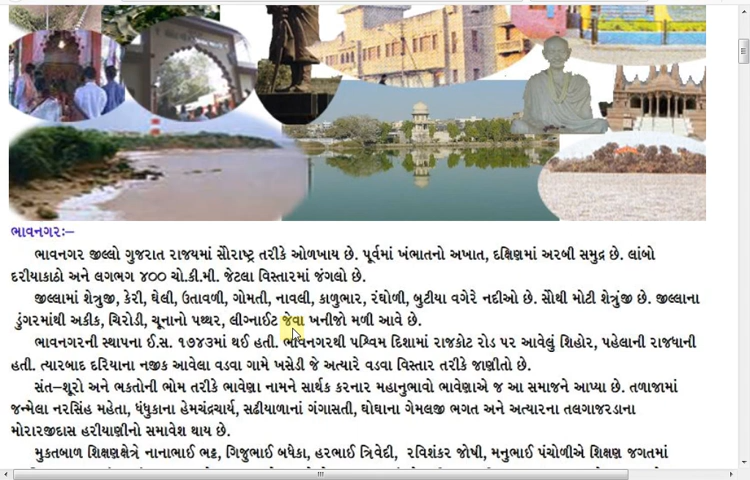 ભાવનગરઃ–
ભાવનગર જીલ્લો ગુજરાત રાજ્યમાં સૌરાષ્ટ્ર તરીકે ઓળખાય છે. પૂર્વમાં ખંભાતનો અખાત, દક્ષિણમાં અરબી સમુદ્ર છે. લાંબો
દરીયાકાઠો અને લગભગ ૪૦૦ ચો.કી.મી. જેટલા વિસ્તારમાં જંગલો છે.
જીલ્લામાં શેત્રુજી, કેરી, ઘેલી, ઉતાવળી, ગોમતી, નાવલી, કાળુભાર, રંઘોળી, બુટીયા વગેરે નદીઓ છે. સૌથી મોટી શેત્રુંજી છે. જીલ્લાના
ડુંગરમાંથી અકીક, ચિરોડી, ચૂનાનો પથ્થર, લીગ્નાઈટ જેવા ખનીજો મળી આવે છે.
ભાવનગરની સ્થાપના ઈ.સ. ૧૭૪૩માં થઈ હતી. ભાવનગરથી પશ્વિમ દિશામાં રાજકોટ રોડ પર આવેલું શિહોર, પહેલાની રાજધાની
હતી. ત્યારબાદ દરિયાના નજીક આવેલા વડવા ગામે ખસેડી જે અત્યારે વડવા વિસ્તાર તરીકે જાણીતો છે.
સંત–શૂરો અને ભક્તોની ભોમ તરીકે ભાવેણા નામને સાર્થક કરનાર મહાનુભાવો ભાવેણાએ જ આ સમાજને આપ્યા છે. તળાજામાં
જન્મેલા નરસિંહ મહેતા, ધંધુકાના હેમચંદ્રચાર્ય, સઢીયાળાનાં ગંગાસતી, ઘોઘાના ગેમલજી ભગત અને અત્યારના તલગાજરડાના
મોરારજીદાસ હરીયાણીનો સમાવેશ થાય છે.
મુક્તબાળ શિક્ષણક્ષેત્રે નાનાભાઈ ભટ્ટ, ગિજુભાઈ બધેકા, હરભાઈ ત્રિવેદી, રવિશંકર જોષી, મનુભાઈ પંચોળીએ શિક્ષણ જગતમાં